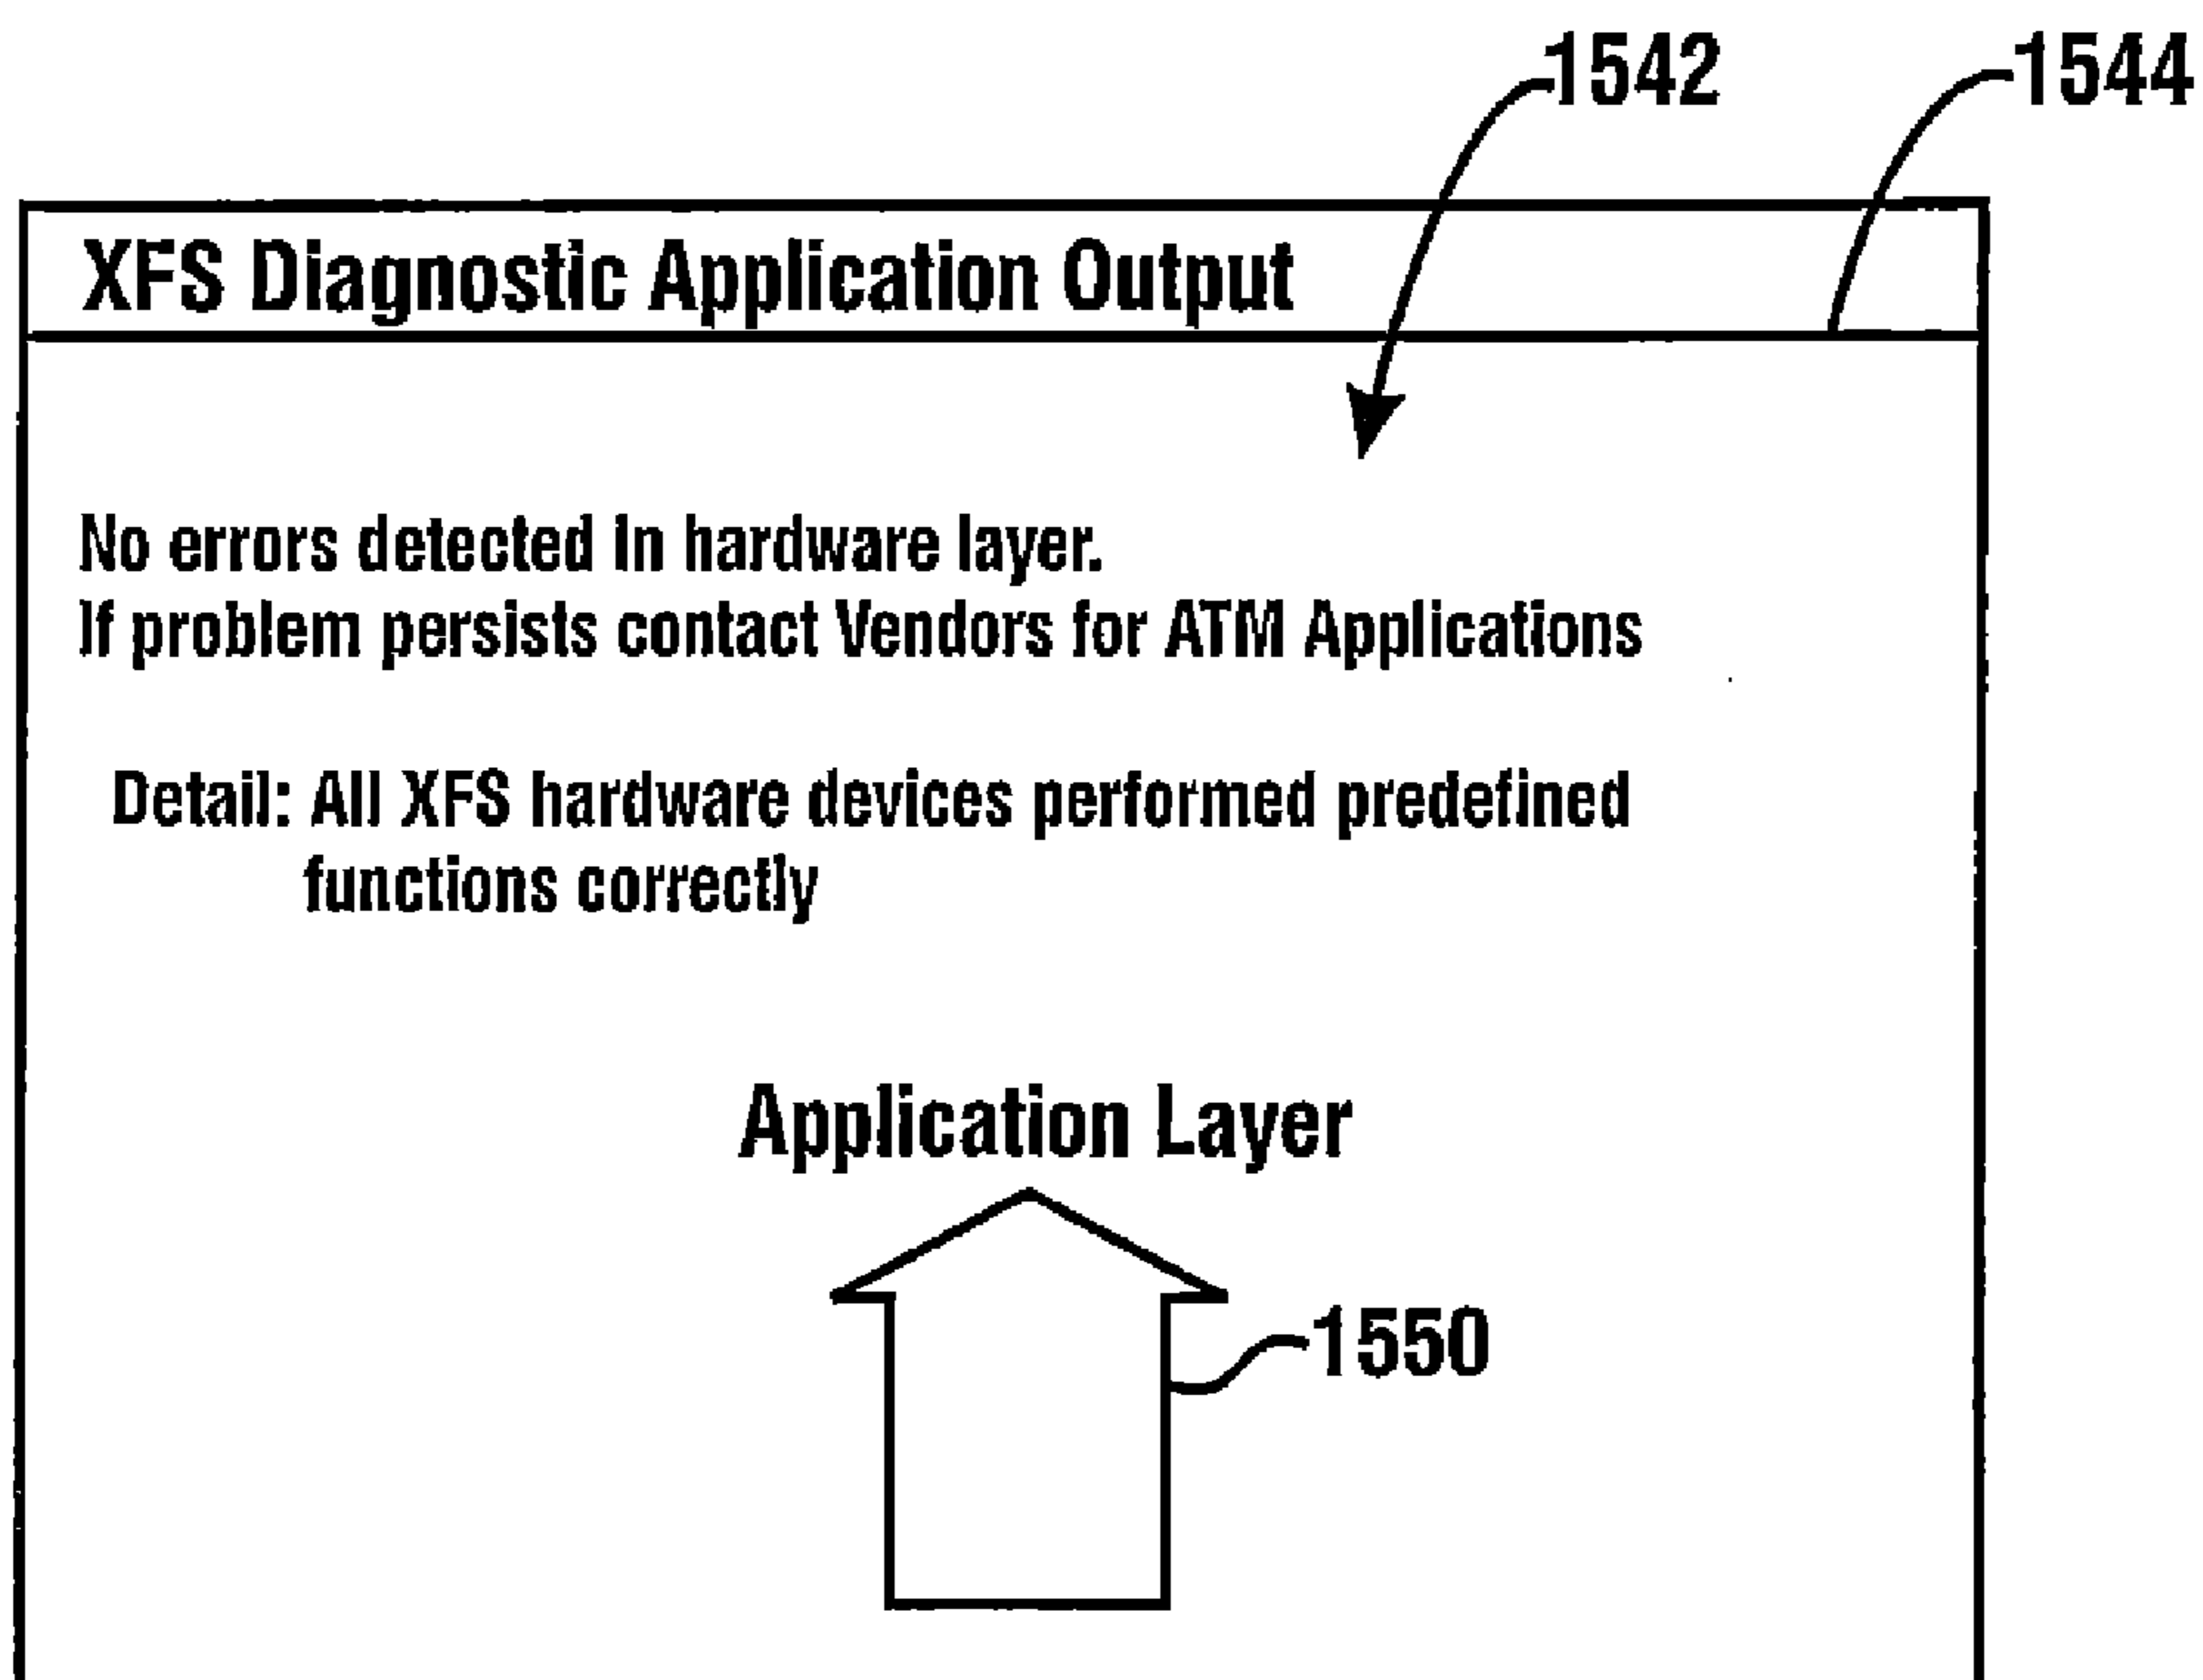 1542
1544
XFS Diagnostic Application Output
No errors detected in hardware layer.
If problem persists contact Vendors for ATM Applications
Detail: All XFS hardware devices performed predefined
functions correctly
Application Layer
1550